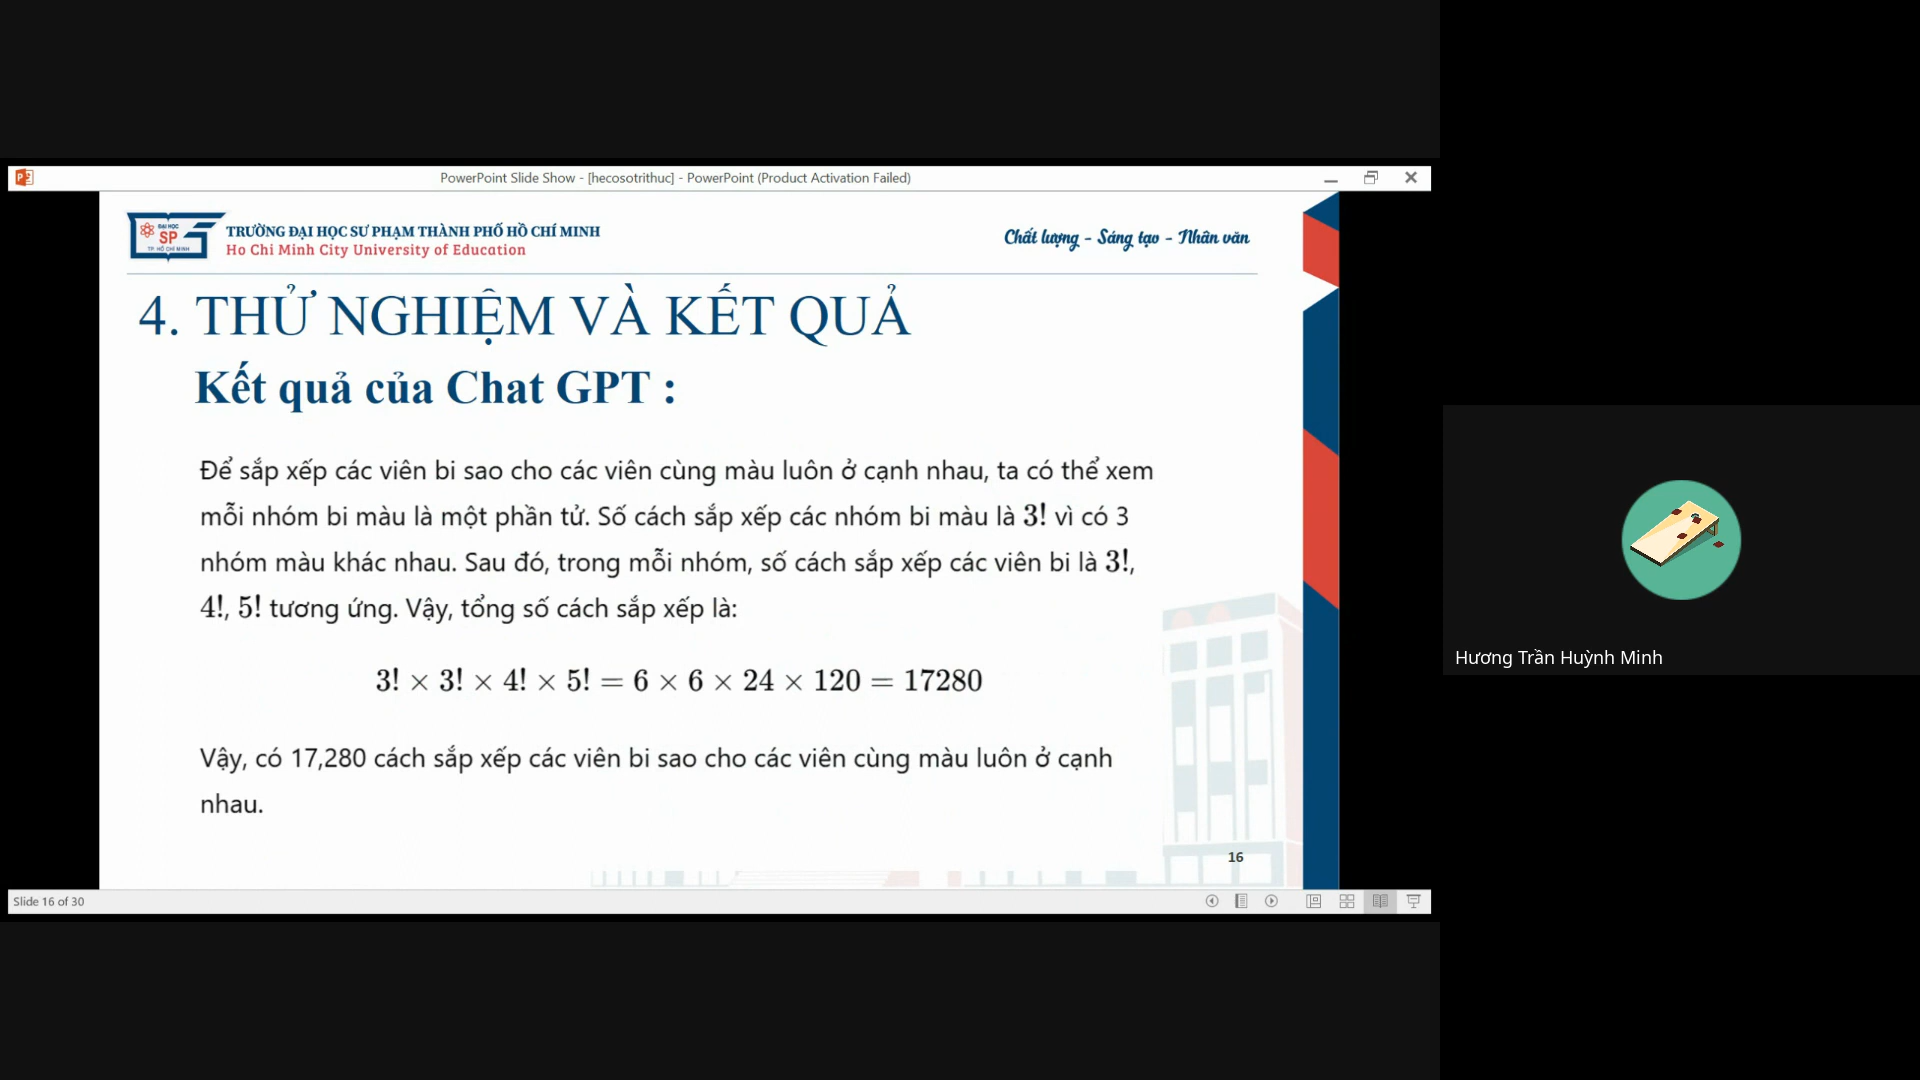 PowerPoint Slide Show - [hecosotrithuc] - PowerPoint (Product Activation Failed)
ĐẠI HỌC
SP
TP. HỒ CHÍ MINH
TRƯỜNG ĐẠI HỌC SƯ PHẠM THÀNH PHỐ HỒ CHÍ MINH
Ho Chi Minh City University of Education
Chất lượng - Sáng tạo - Nhân văn
4. THỬ NGHIỆM VÀ KẾT QUẢ
Kết quả của Chat GPT :
Để sắp xếp các viên bi sao cho các viên cùng màu luôn ở cạnh nhau, ta có thể xem
mỗi nhóm bi màu là một phần tử. Số cách sắp xếp các nhóm bi màu là 3! vì có 3
nhóm màu khác nhau. Sau đó, trong mỗi nhóm, số cách sắp xếp các viên bi là 3!,
4!, 5! tương ứng. Vậy, tổng số cách sắp xếp là:
3! × 3! × 4! × 5! = 6 × 6 × 24 × 120 = 17280
Vậy, có 17,280 cách sắp xếp các viên bi sao cho các viên cùng màu luôn ở cạnh
nhau.
16
Slide 16 of 30
Hương Trần Huỳnh Minh